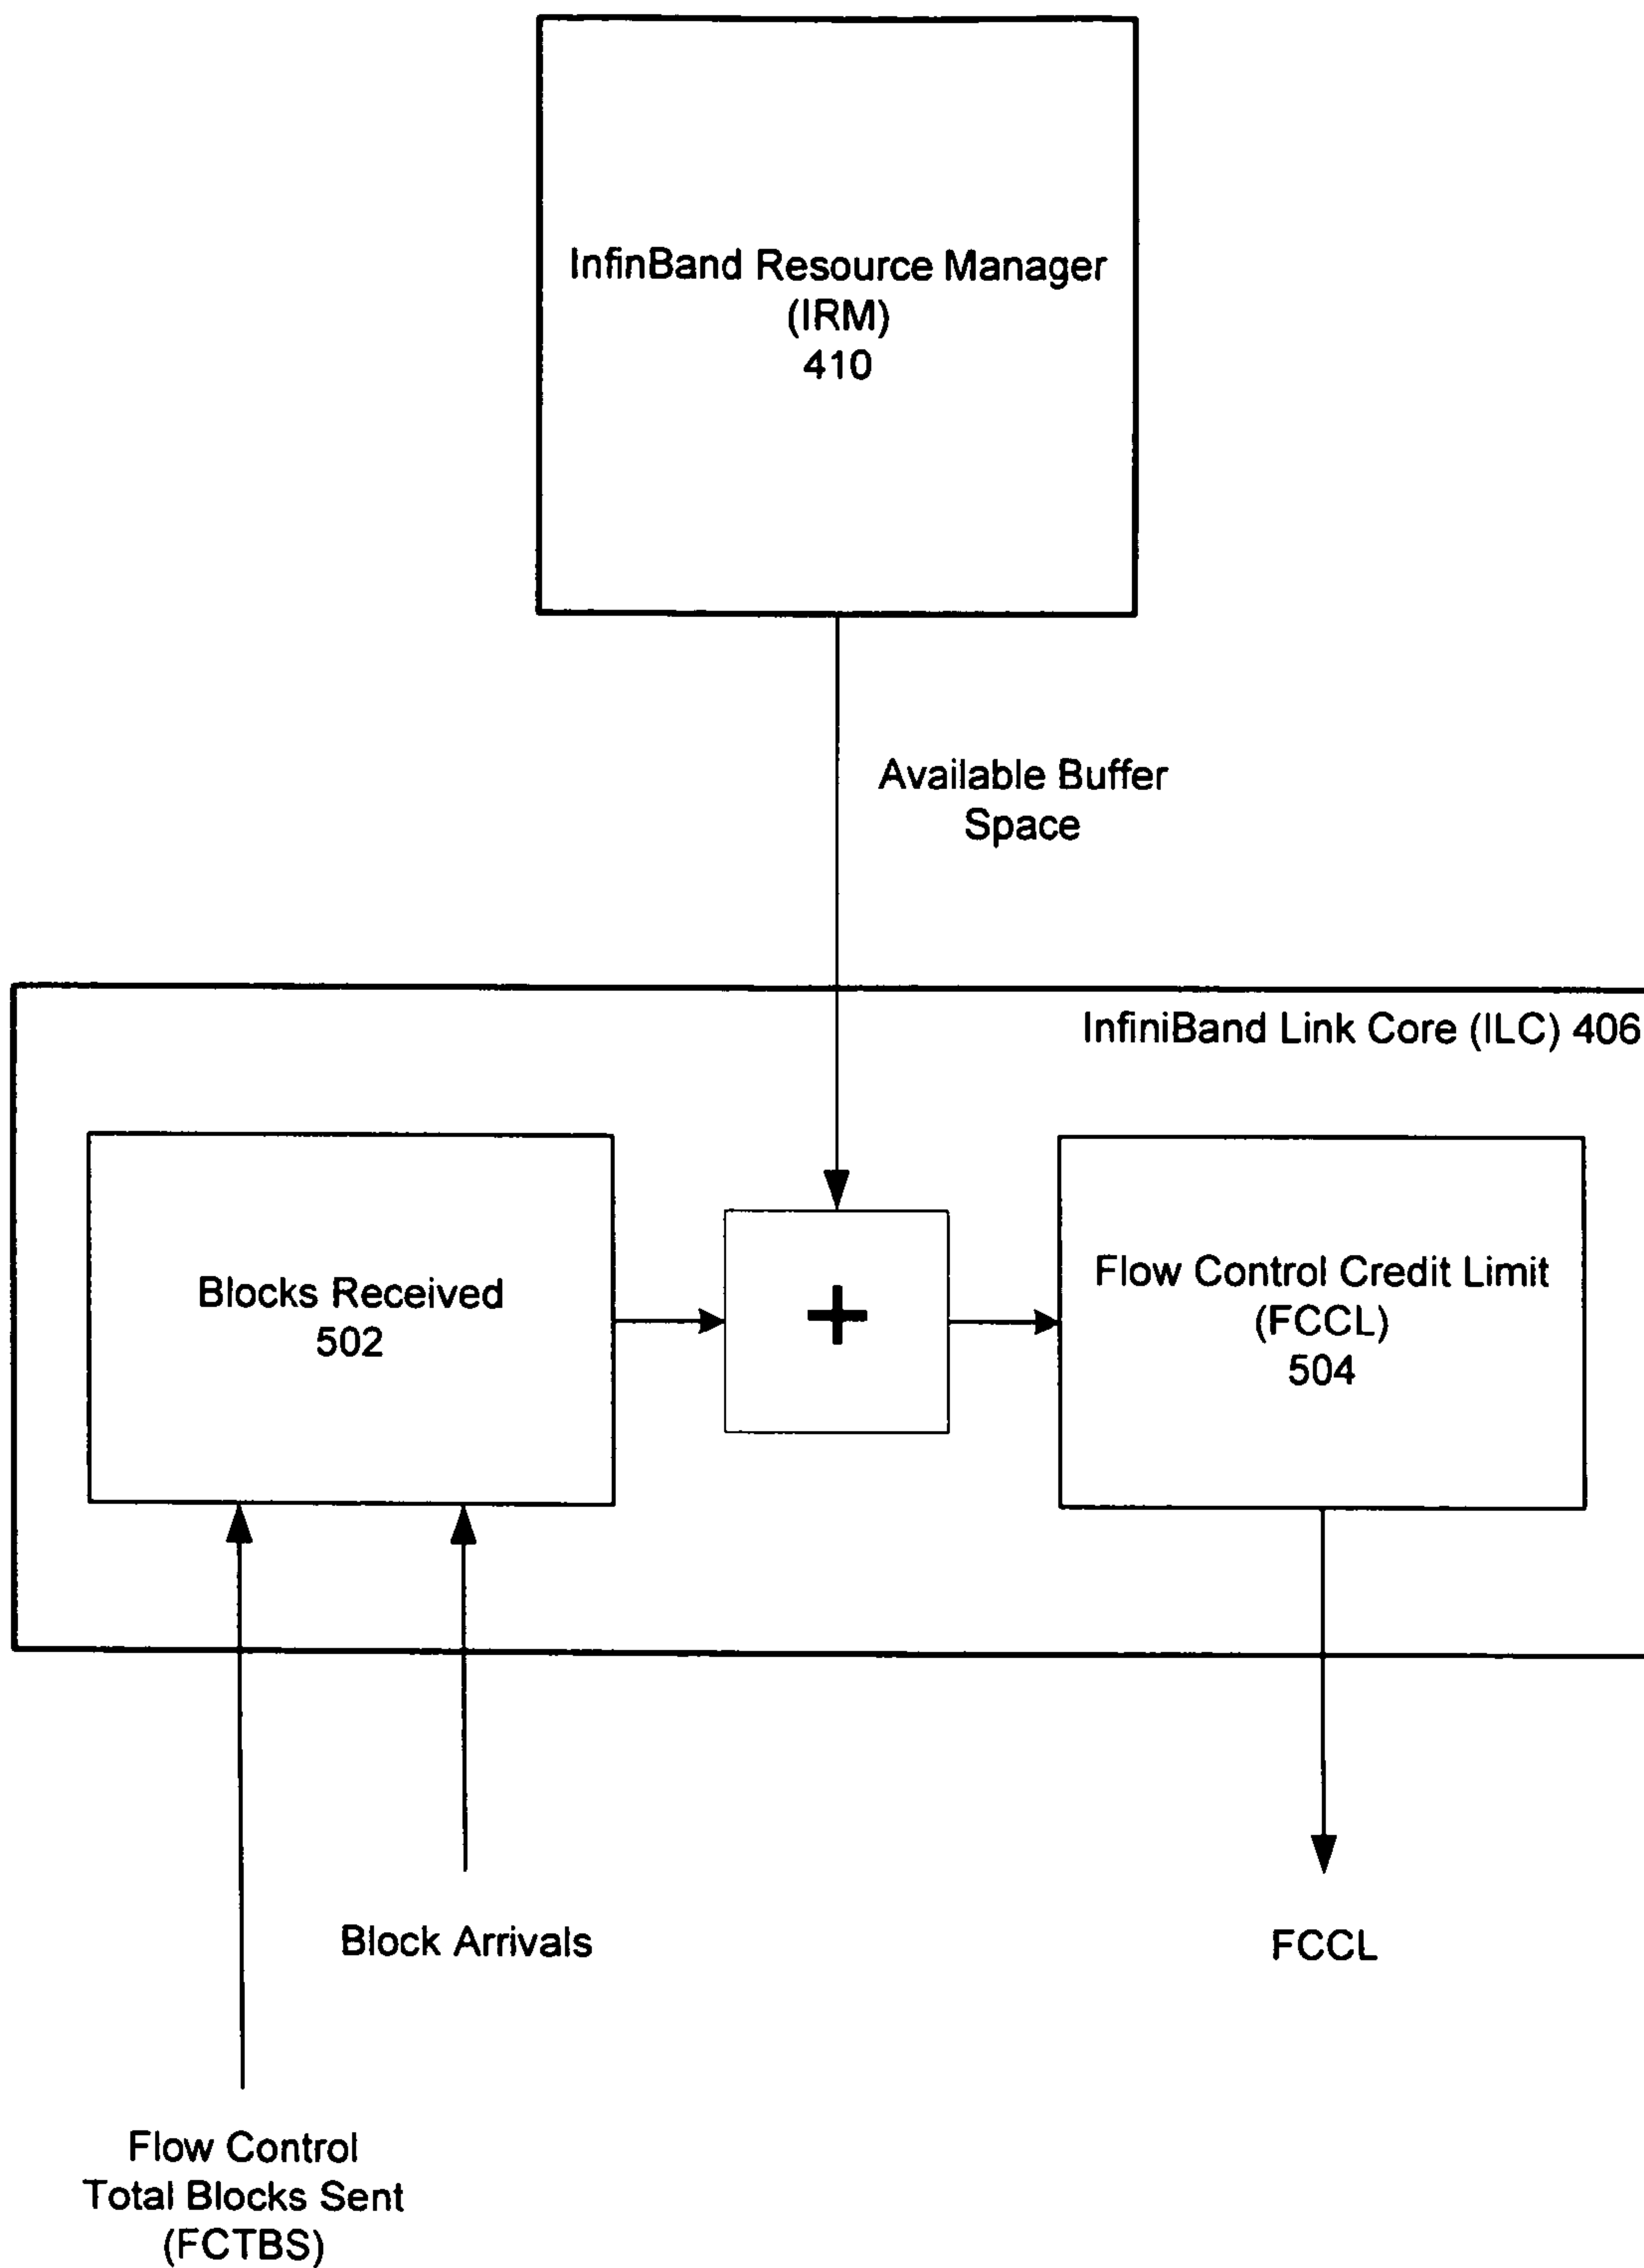 InfinBand Resource Manager
(IRM)
410
Available Buffer
Space
InfiniBand Link Core (ILC) 406
Blocks Received
502
+
Flow Control Credit Limit
(FCCL)
504
Block Arrivals
FCCL
Flow Control
Total Blocks Sent
(FCTBS)